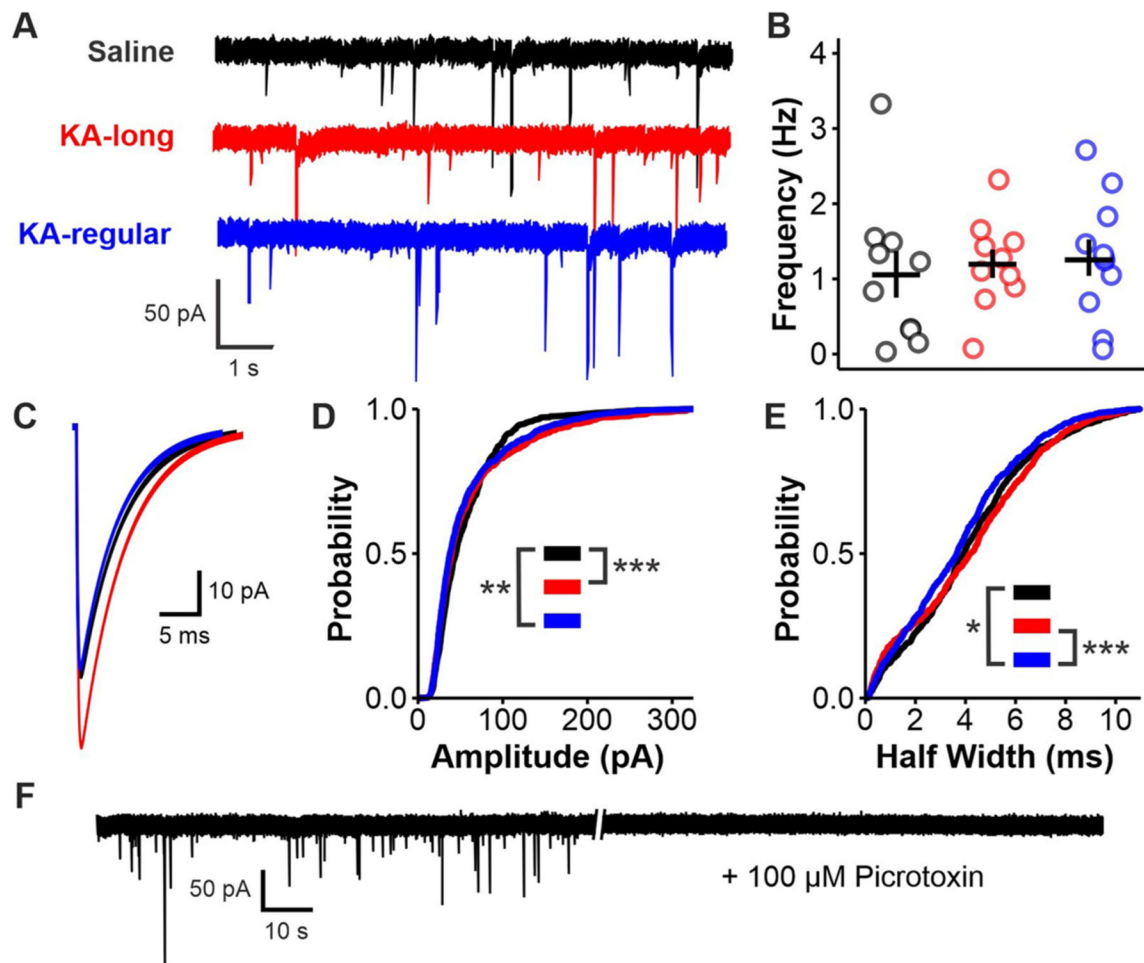 A
Saline
KA-long
KA-regular
50 pA
1 s
B
Frequency (Hz)
4
3
2
1
0
C
10 pA
5 ms
D
Probability
1.0
0.5
0.0
** ***
0 100 200 300
Amplitude (pA)
E
Probability
1.0
0.5
0.0
* ***
0 2 4 6 8 10
Half Width (ms)
F
50 pA
10 s
+ 100 µM Picrotoxin